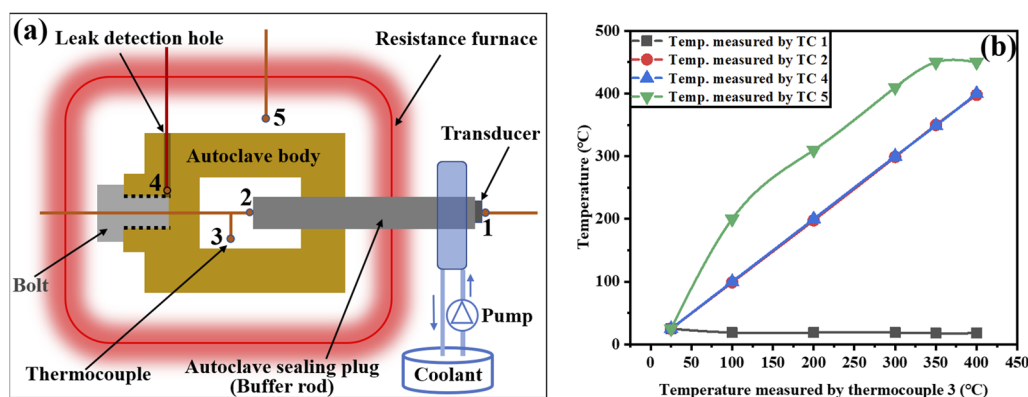 (a)
Leak detection hole
Resistance furnace
5
Transducer
Autoclave body
4
2
3
1
Bolt
Pump
Thermocouple
Autoclave sealing plug
(Buffer rod)
Coolant
(b)
500
400
300
200
100
0
Temperature (°C)
Temp. measured by TC 1
Temp. measured by TC 2
Temp. measured by TC 4
Temp. measured by TC 5
0 50 100 150 200 250 300 350 400 450
Temperature measured by thermocouple 3 (°C)